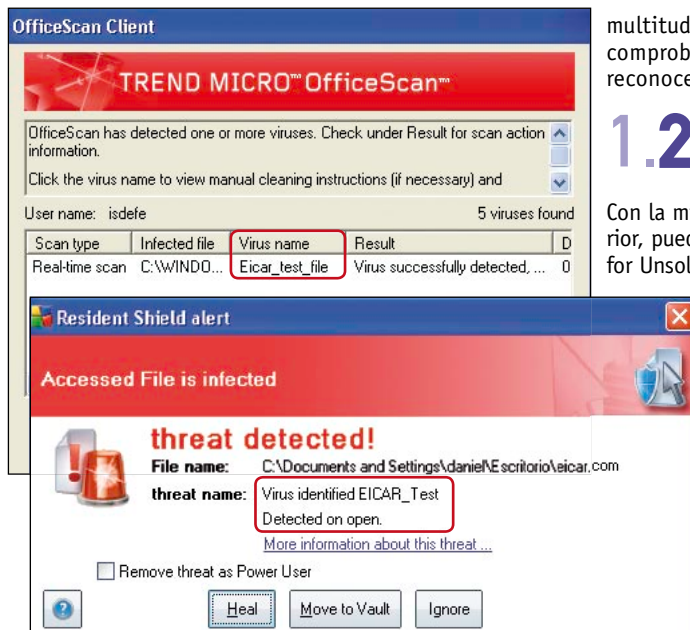 OfficeScan Client
TREND MICRO™ OfficeScan™
OfficeScan has detected one or more viruses. Check under Result for scan action
information.
Click the virus name to view manual cleaning instructions (if necessary) and
User name: isdefe 5 viruses found
Scan type Infected file Virus name Result D
Real-time scan C:\WINDO... Eicar_test_file Virus successfully detected, ... 0
Resident Shield alert
Accessed File is infected
threat detected!
File name: C:\Documents and Settings\daniel\Escritorio\eicar.com
threat name: Virus identified EICAR_Test
Detected on open.
More information about this threat ...
Remove threat as Power User
Heal Move to Vault Ignore
multitud
comprob
reconoce
1.2
Con la m
rior, pued
for Unsol